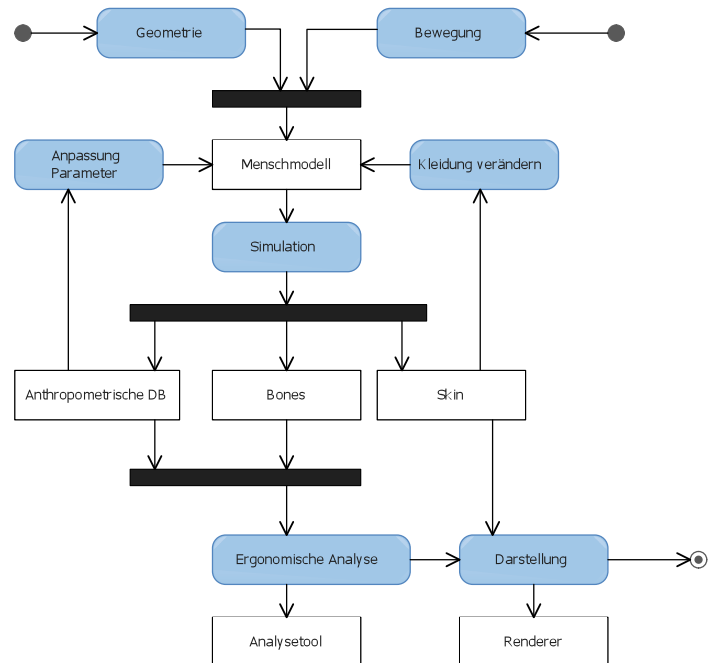 Geometrie
Bewegung
Anpassung
Parameter
Menschmodell
Kleidung verändern
Simulation
Anthropometrische DB
Bones
Skin
Ergonomische Analyse
Darstellung
Analysetool
Renderer